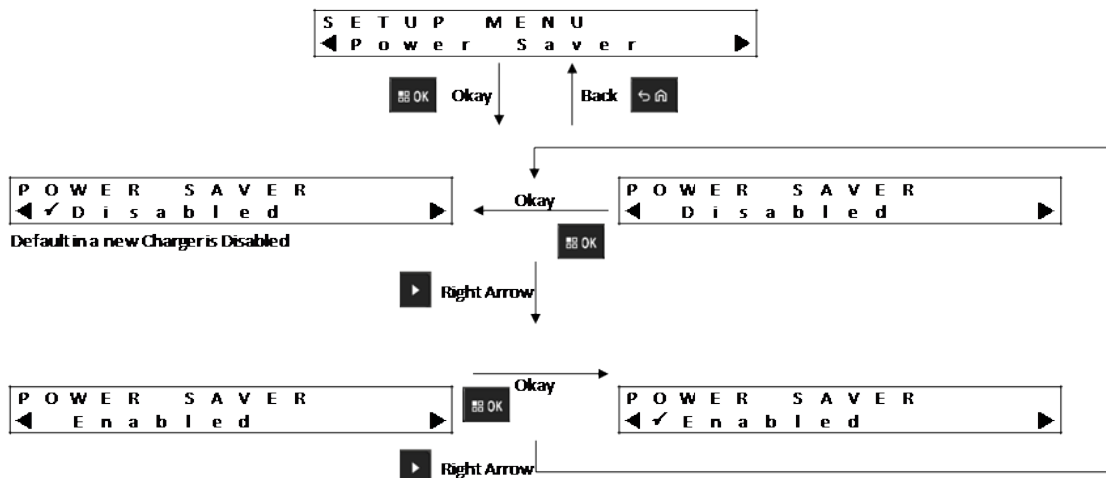 SETUP MENU
◀ Power Saver ▶
OK Okay
Back
POWER SAVER
◀ ✓ Disabled ▶
Okay
POWER SAVER
◀ Disabled ▶
Default in a new Charger is Disabled
OK
Right Arrow
POWER SAVER
◀ Enabled ▶
OK
Okay
POWER SAVER
◀ ✓ Enabled ▶
Right Arrow